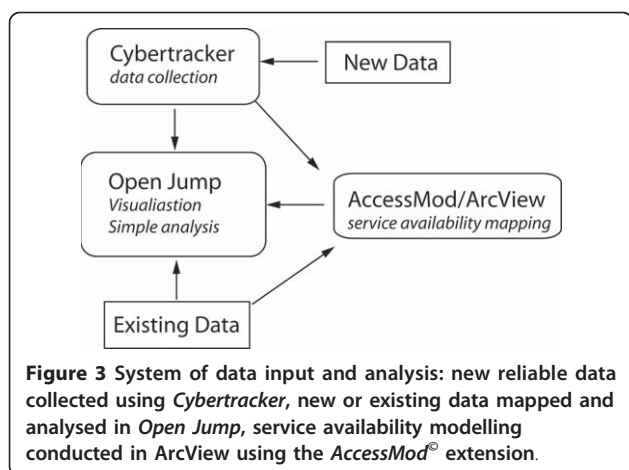 Cybertracker
data collection
New Data
Open Jump
Visualiastion
Simple analysis
AccessMod/ArcView
service availability mapping
Existing Data
Figure 3 System of data input and analysis: new reliable data
collected using Cybertracker, new or existing data mapped and
analysed in Open Jump, service availability modelling
conducted in ArcView using the AccessMod© extension.